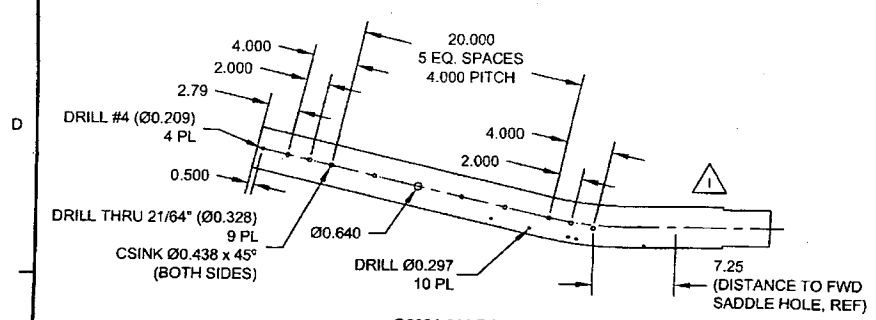 D
20.000
5 EQ. SPACES
4.000 PITCH
4.000
2.000
2.79
DRILL #4 (Ø0.209)
4 PL
0.500
DRILL THRU 21/64" (Ø0.328)
9 PL
CSINK Ø0.438 x 45°
(BOTH SIDES)
Ø0.640
DRILL Ø0.297
10 PL
4.000
2.000
1
7.25
(DISTANCE TO FWD
SADDLE HOLE, REF)